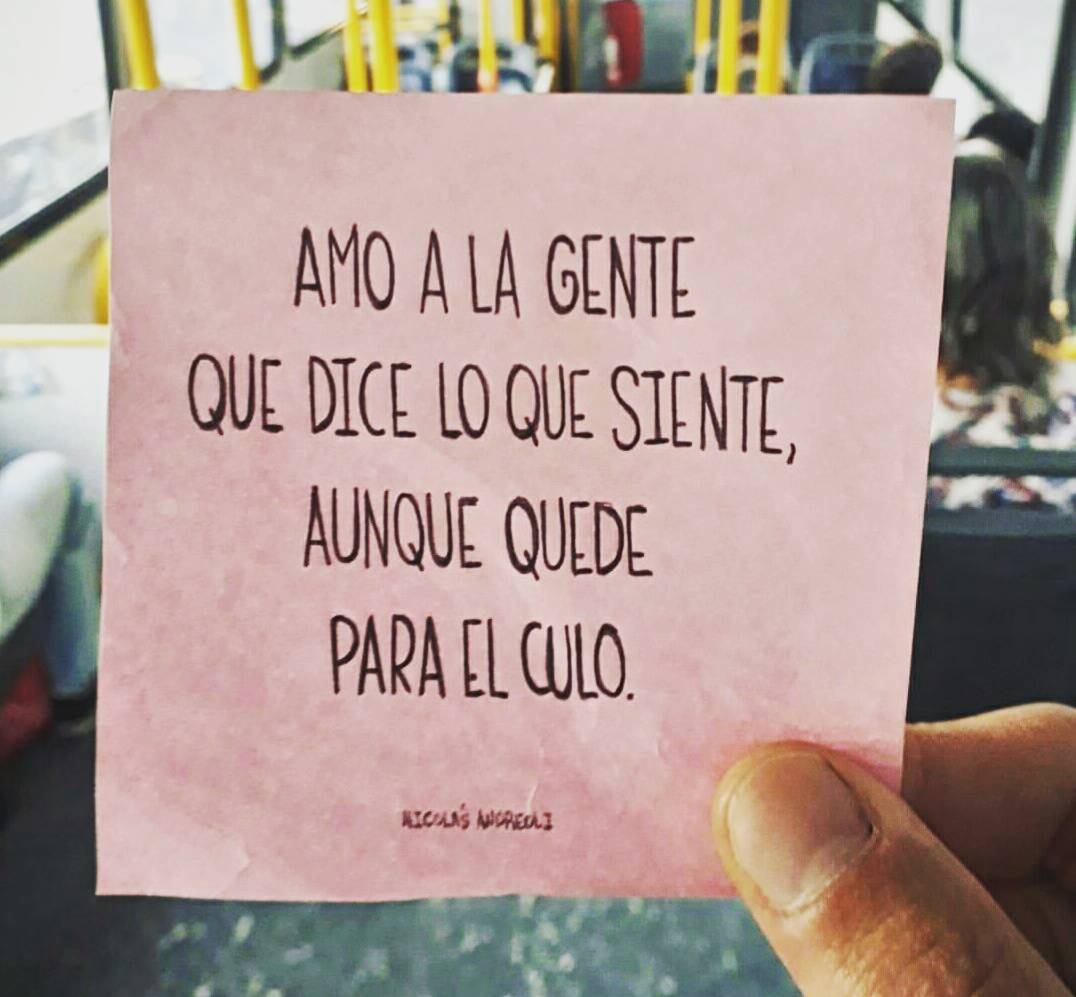 AMO A LA GENTE
QUE DICE LO QUE SIENTE,
AUNQUE QUEDE
PARA EL CULO.
NICOLÁS ANDREOLI